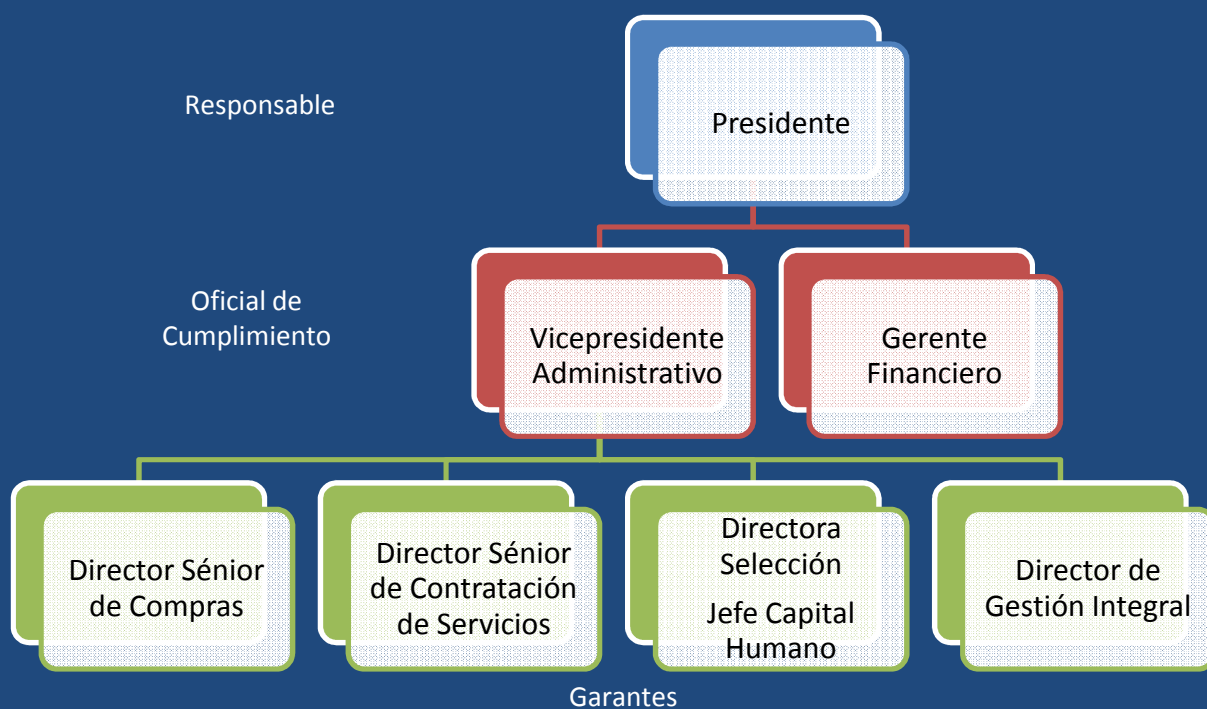 Responsable
Presidente
Oficial de
Cumplimiento
Vicepresidente
Administrativo
Gerente
Financiero
Director Sénior
de Compras
Director Sénior
de Contratación
de Servicios
Directora
Selección
Jefe Capital
Humano
Director de
Gestión Integral
Garantes